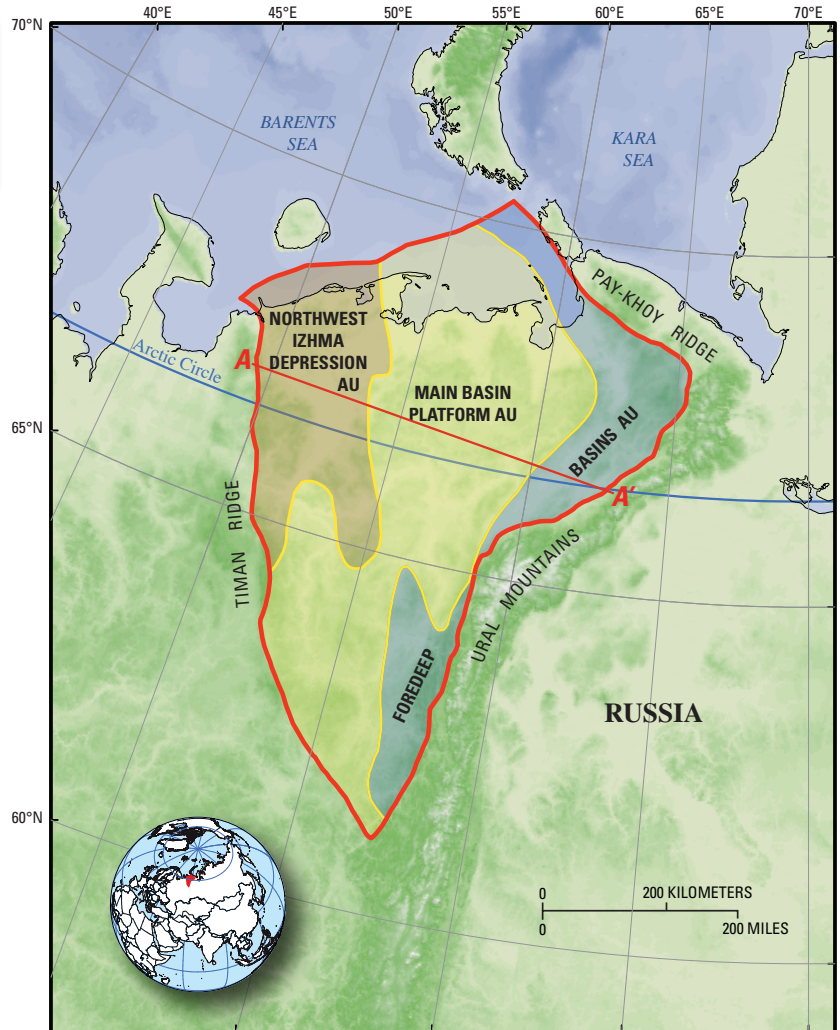 70°N
40°E
45°E
50°E
55°E
60°E
65°E
70°E
BARENTS
SEA
KARA
SEA
PAY-KHOY RIDGE
NORTHWEST
IZHMA
DEPRESSION
AU
A
Arctic Circle
MAIN BASIN
PLATFORM AU
65°N
BASINS AU
A'
TIMAN RIDGE
URAL MOUNTAINS
FOREDEEP
RUSSIA
60°N
0 200 KILOMETERS
0 200 MILES